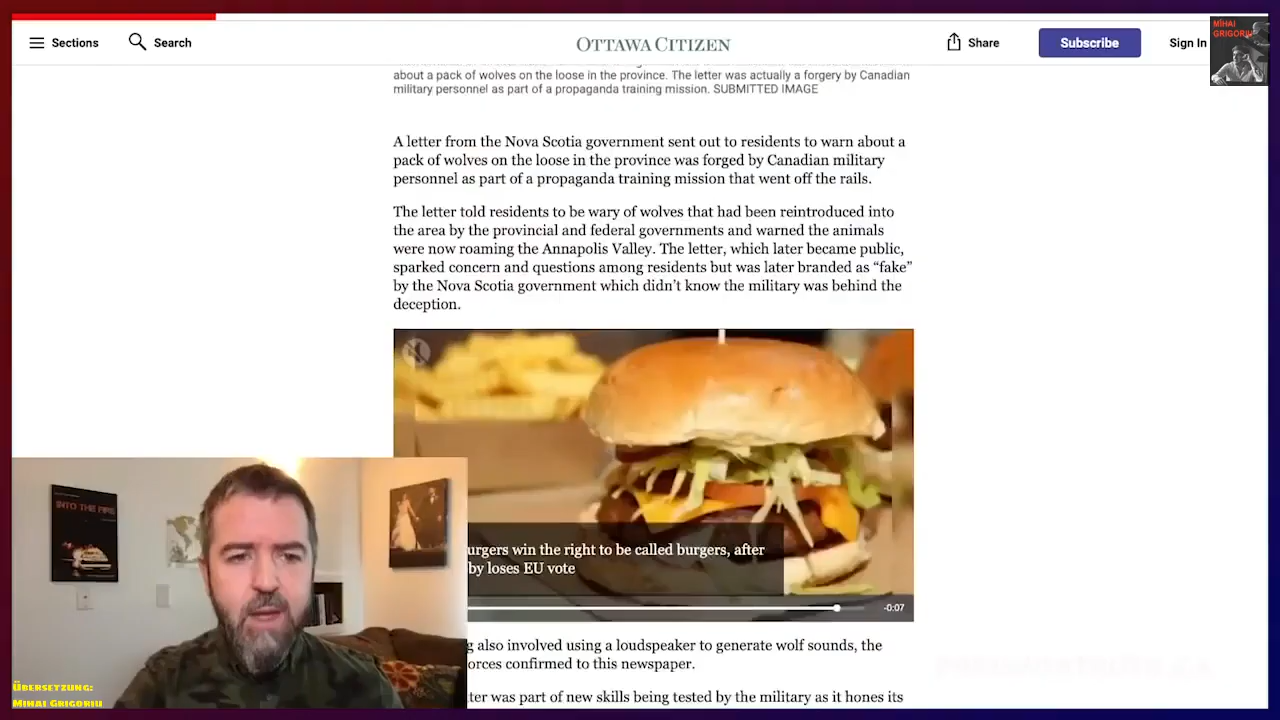 Sections
Search
OTTAWA CITIZEN
Share
Subscribe
Sign In
MIHAI
about a pack of wolves on the loose in the province. The letter was actually a forgery by Canadian
military personnel as part of a propaganda training mission. SUBMITTED IMAGE
A letter from the Nova Scotia government sent out to residents to warn about a
pack of wolves on the loose in the province was forged by Canadian military
personnel as part of a propaganda training mission that went off the rails.
The letter told residents to be wary of wolves that had been reintroduced into
the area by the provincial and federal governments and warned the animals
were now roaming the Annapolis Valley. The letter, which later became public,
sparked concern and questions among residents but was later branded as “fake”
by the Nova Scotia government which didn’t know the military was behind the
deception.
urgers win the right to be called burgers, after
by loses EU vote
-0:07
INTO THE FIRE
g also involved using a loudspeaker to generate wolf sounds, the
orces confirmed to this newspaper.
tter was part of new skills being tested by the military as it hones its
Übersetzung:
Mihai Grigoriu